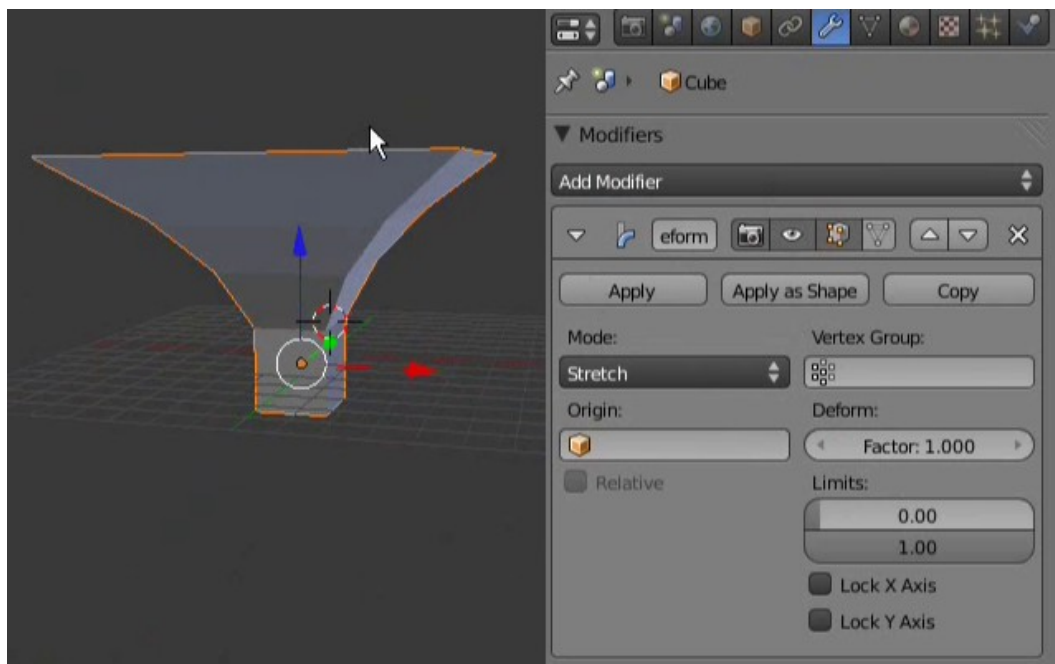 Cube
Modifiers
Add Modifier
eform
Apply
Apply as Shape
Copy
Mode:
Vertex Group:
Stretch
Origin:
Deform:
Factor: 1.000
Relative
Limits:
0.00
1.00
Lock X Axis
Lock Y Axis